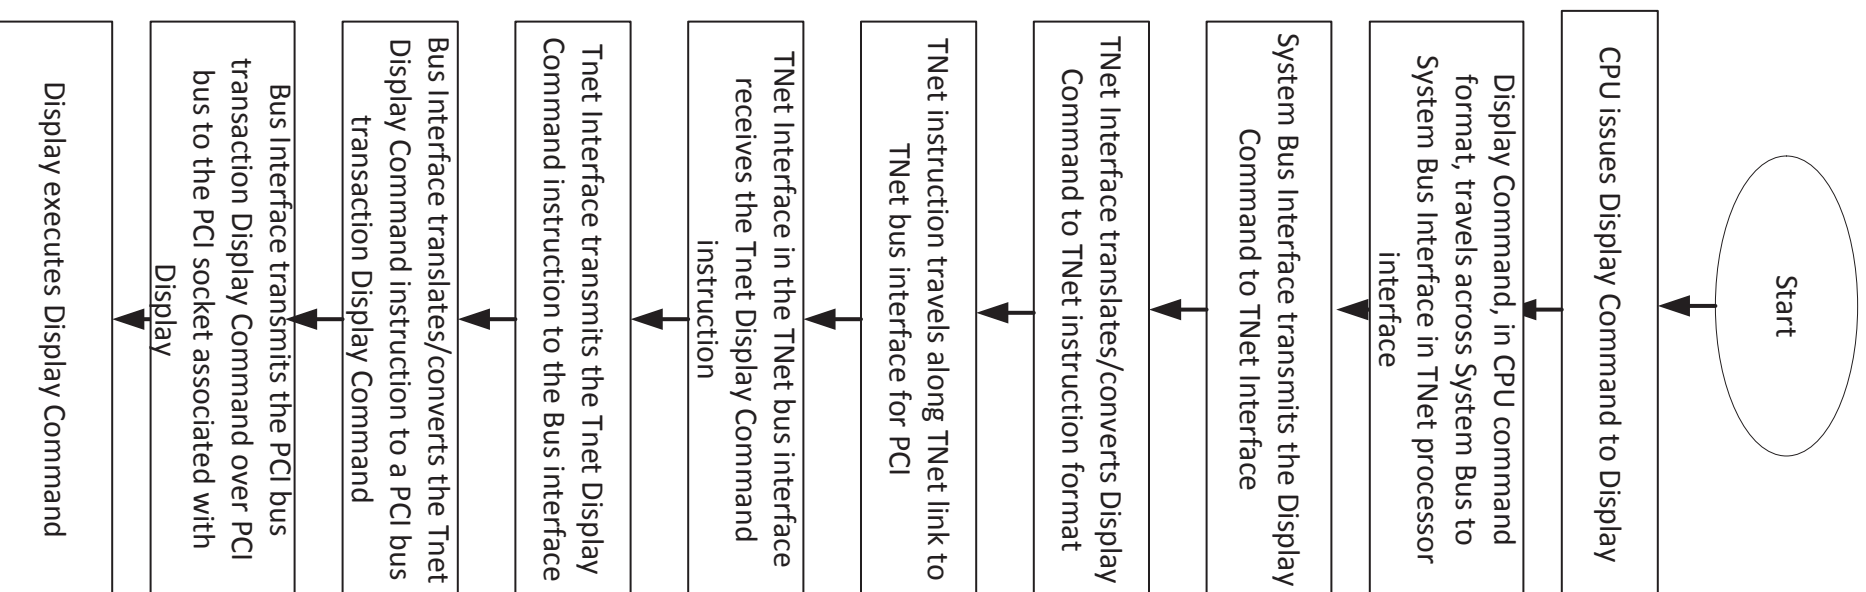 Start
CPU issues Display Command to Display
Display Command, in CPU command
format, travels across System Bus to
System Bus Interface in TNet processor
interface
System Bus Interface transmits the Display
Command to TNet Interface
TNet Interface translates/converts Display
Command to TNet instruction format
TNet instruction travels along TNet link to
TNet bus interface for PCI
TNet Interface in the TNet bus interface
receives the Tnet Display Command
instruction
Tnet Interface transmits the Tnet Display
Command instruction to the Bus interface
Bus Interface translates/converts the Tnet
Display Command instruction to a PCI bus
transaction Display Command
Bus Interface transmits the PCI bus
transaction Display Command over PCI
bus to the PCI socket associated with
Display
Display executes Display Command